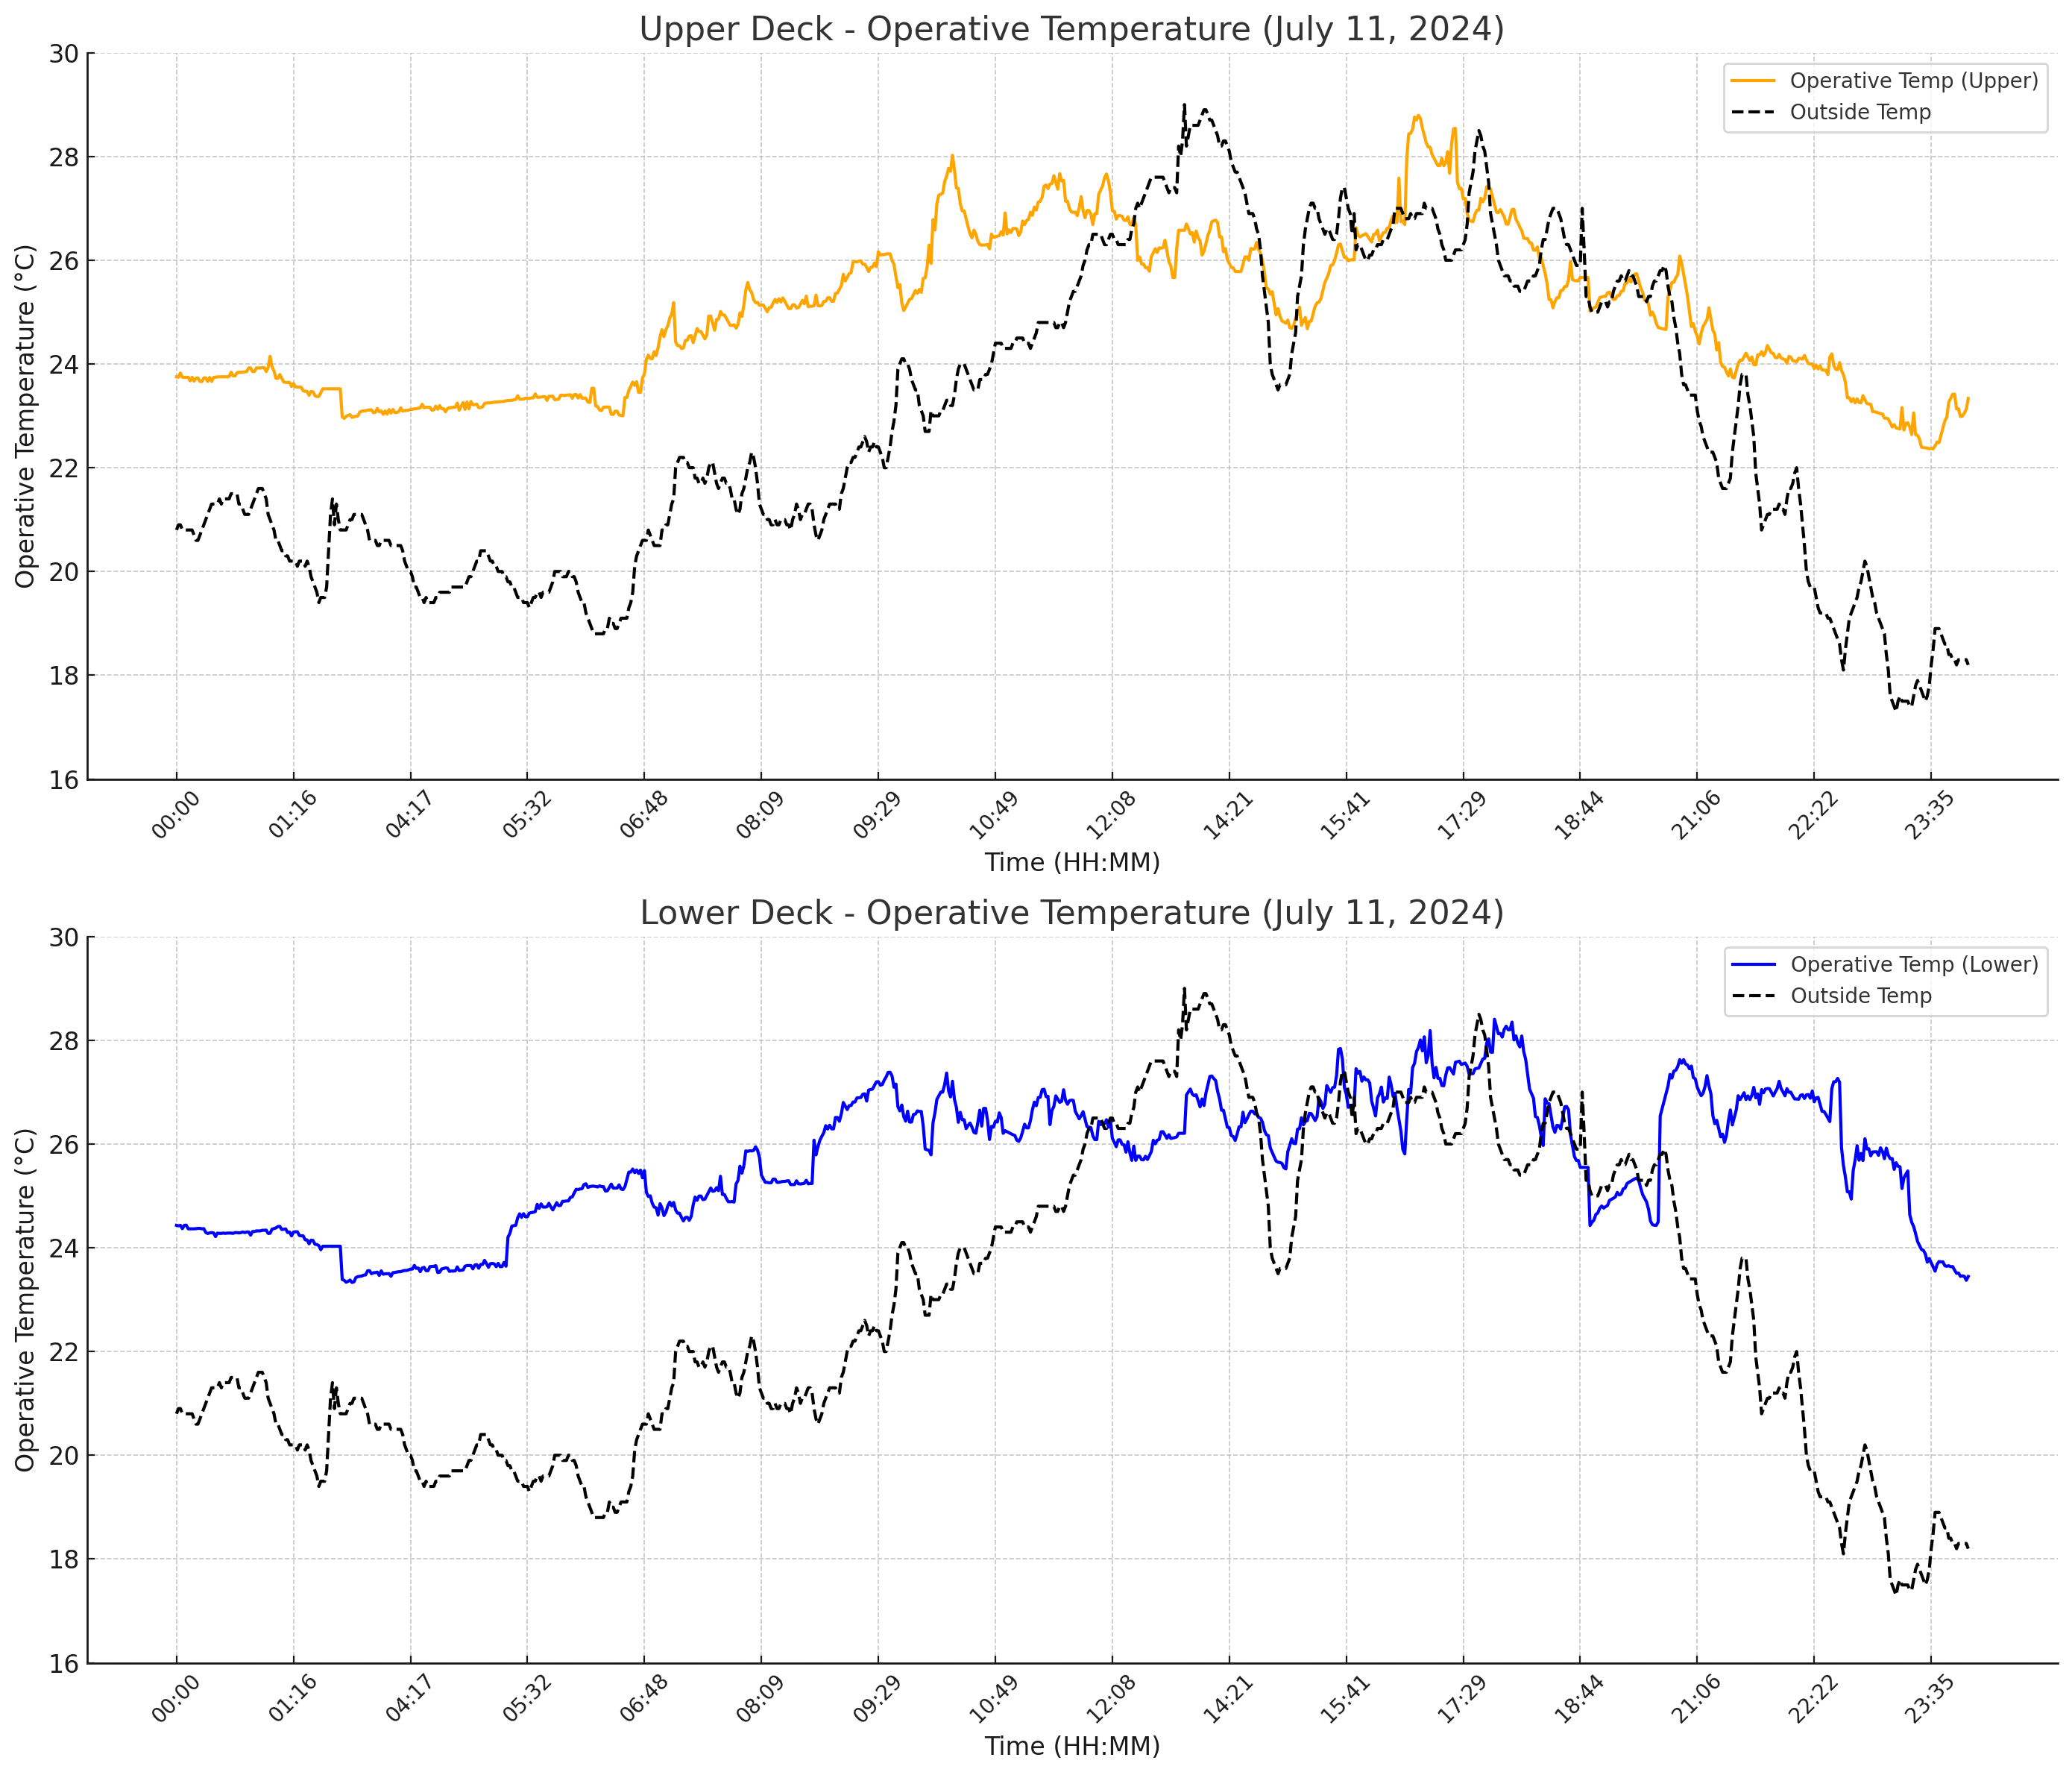 Upper Deck - Operative Temperature (July 11, 2024)
Operative Temp (Upper)
Outside Temp
Operative Temperature (°C)
30
28
26
24
22
20
18
16
00:00 01:16 04:17 05:32 06:48 08:09 09:29 10:49 12:08 14:21 15:41 17:29 18:44 21:06 22:22 23:35
Time (HH:MM)
Lower Deck - Operative Temperature (July 11, 2024)
Operative Temp (Lower)
Outside Temp
Operative Temperature (°C)
30
28
26
24
22
20
18
16
00:00 01:16 04:17 05:32 06:48 08:09 09:29 10:49 12:08 14:21 15:41 17:29 18:44 21:06 22:22 23:35
Time (HH:MM)